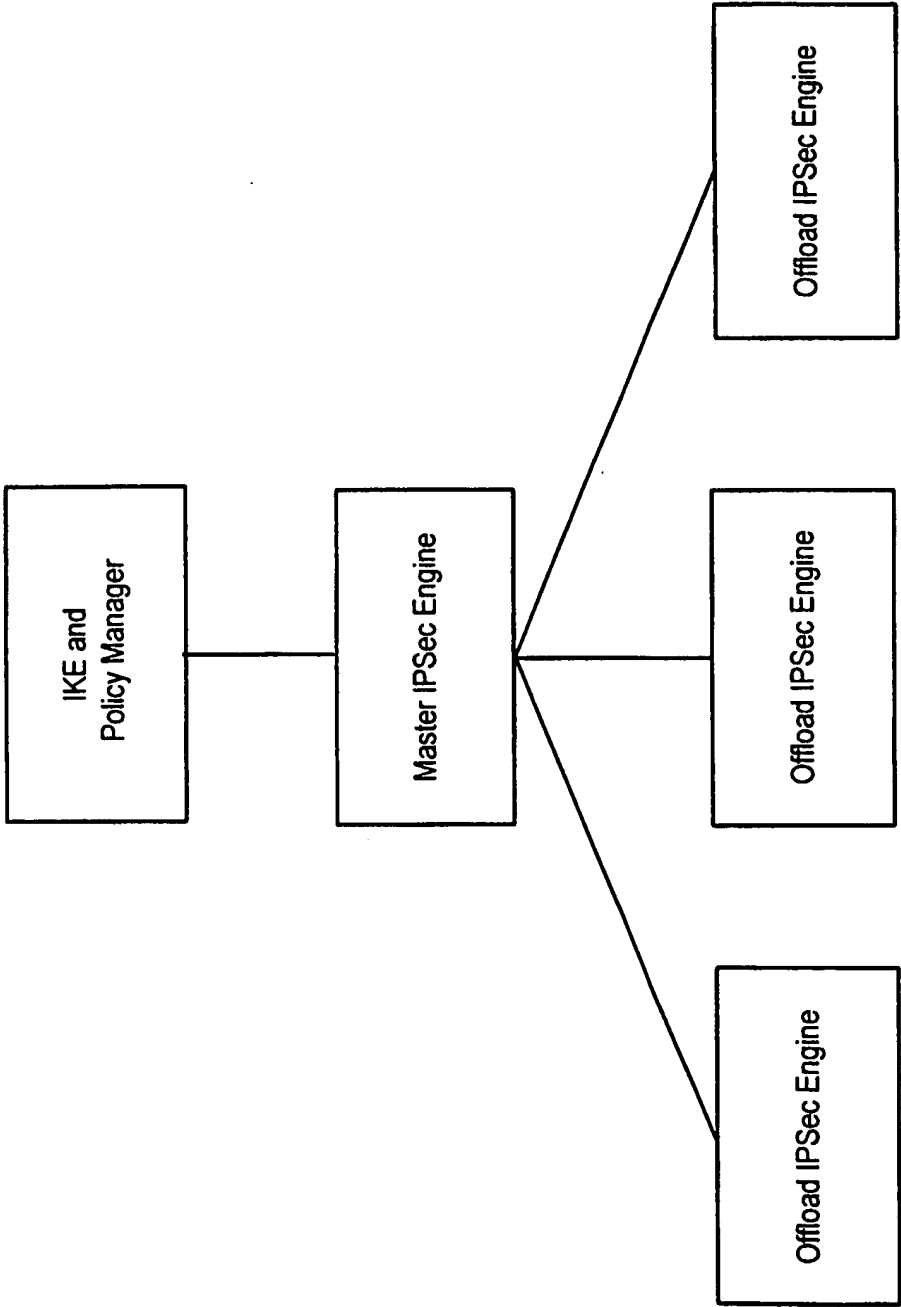 IKE and
Policy Manager
Master IPSec Engine
Offload IPSec Engine
Offload IPSec Engine
Offload IPSec Engine